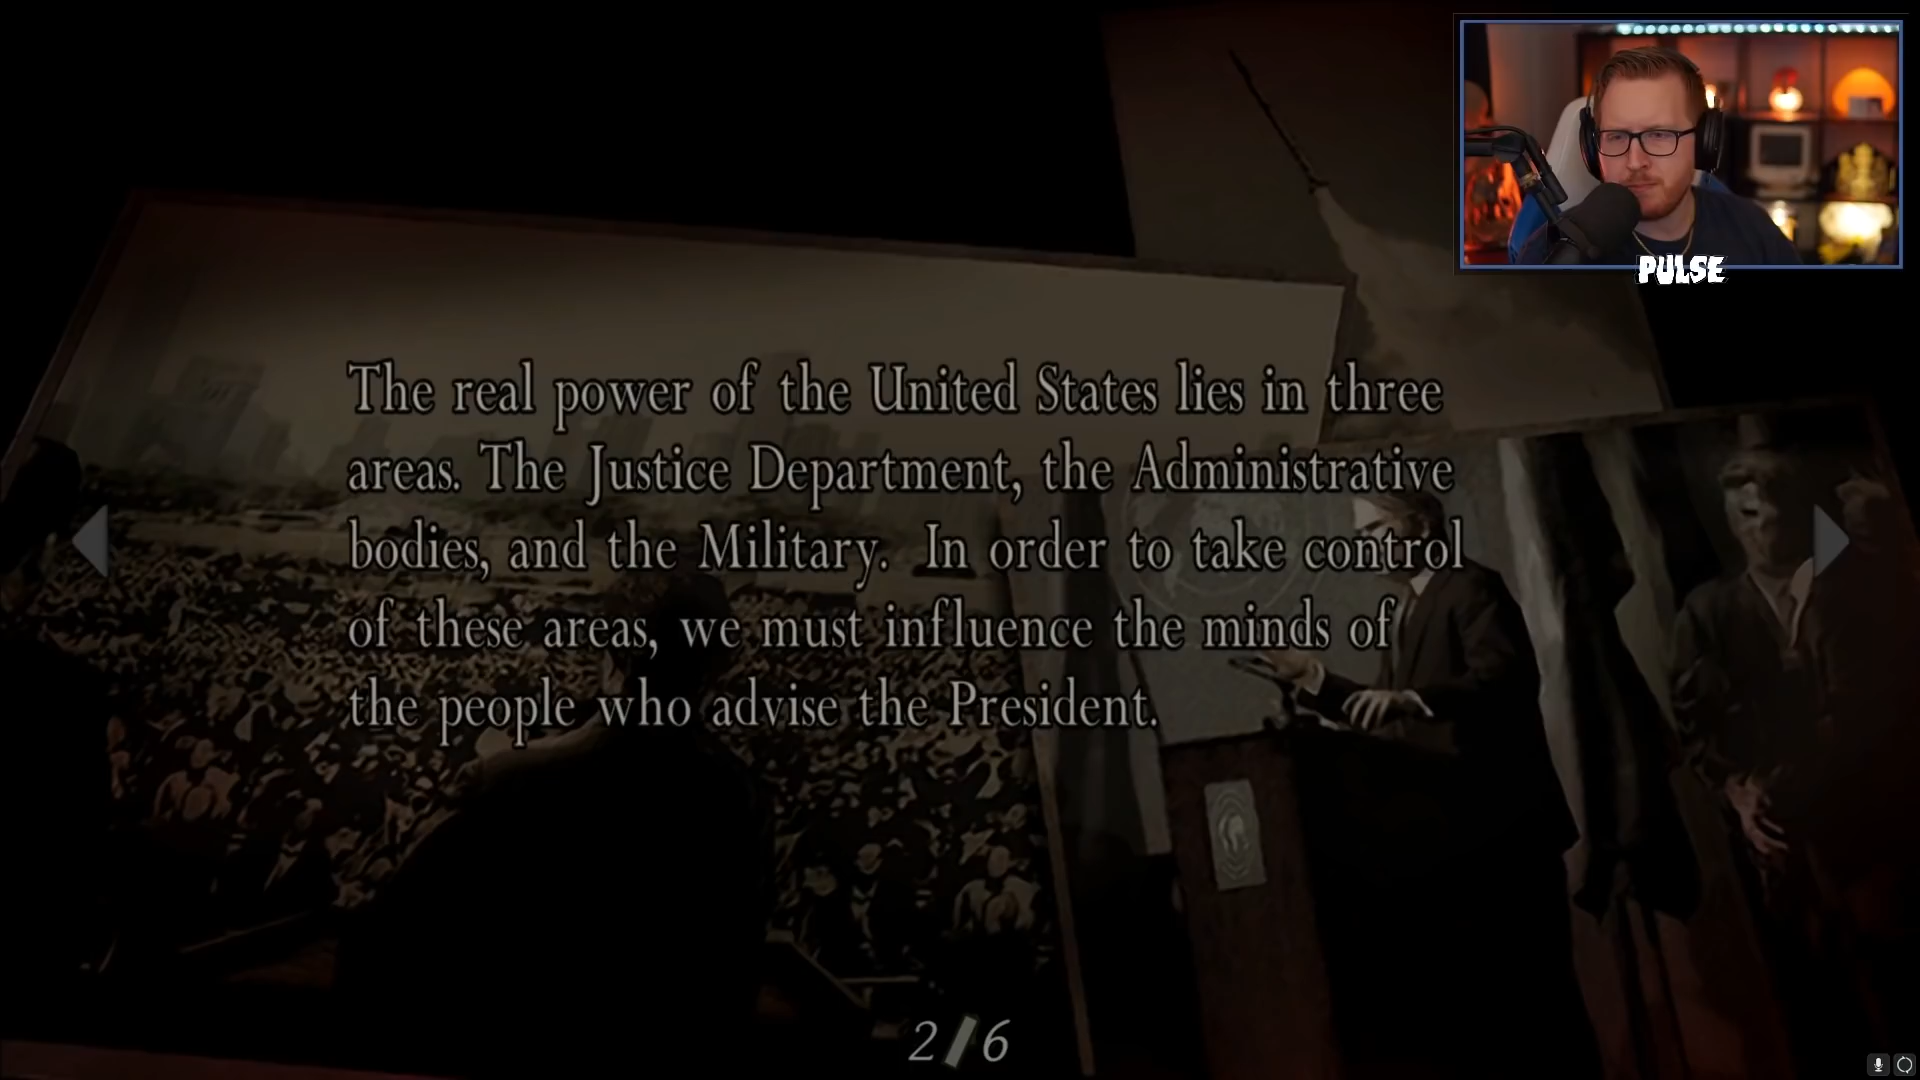 PULSE
The real power of the United States lies in three
areas. The Justice Department, the Administrative
bodies, and the Military.  In order to take control
of these areas, we must influence the minds of
the people who advise the President.
2/6